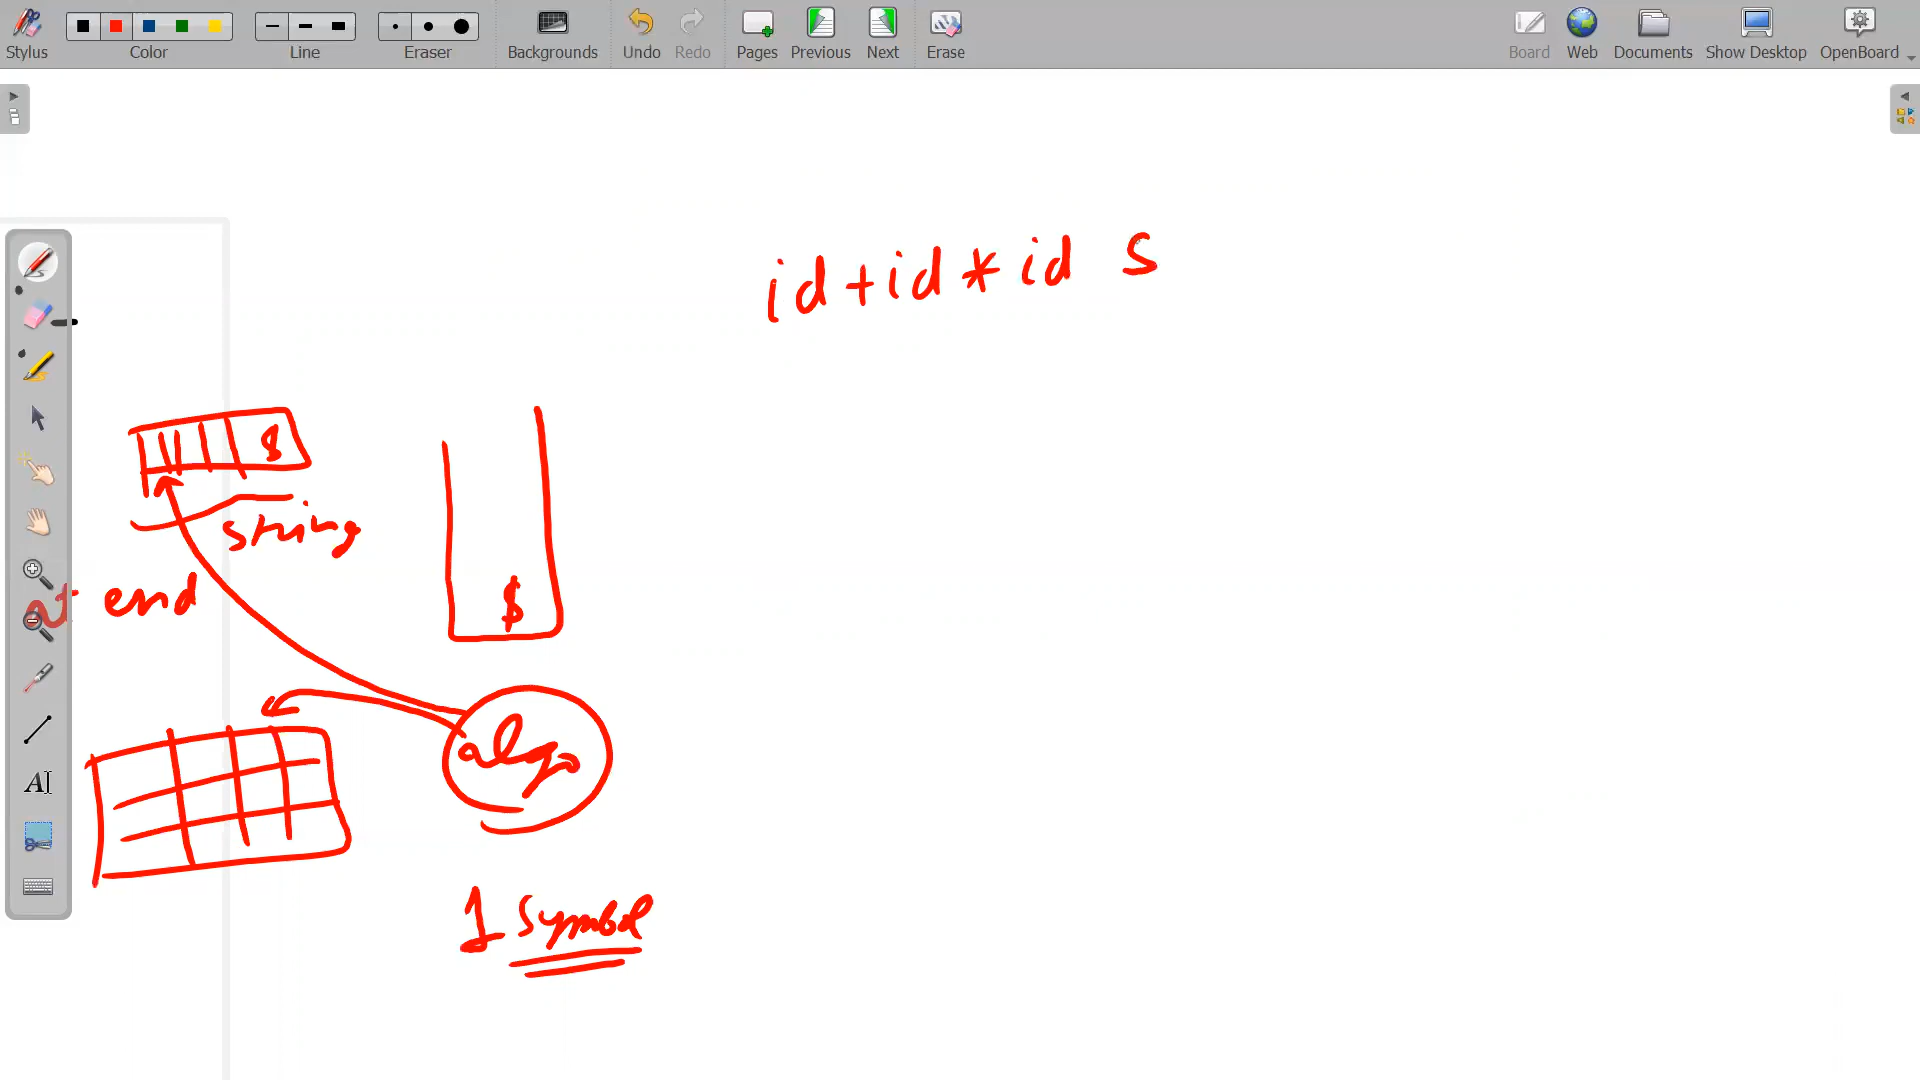 Stylus Color Line Eraser Backgrounds Undo Redo Pages Previous Next Erase Board Web Documents Show Desktop OpenBoard
id + id * id S
$
string
$
at end
algo
1 symbol